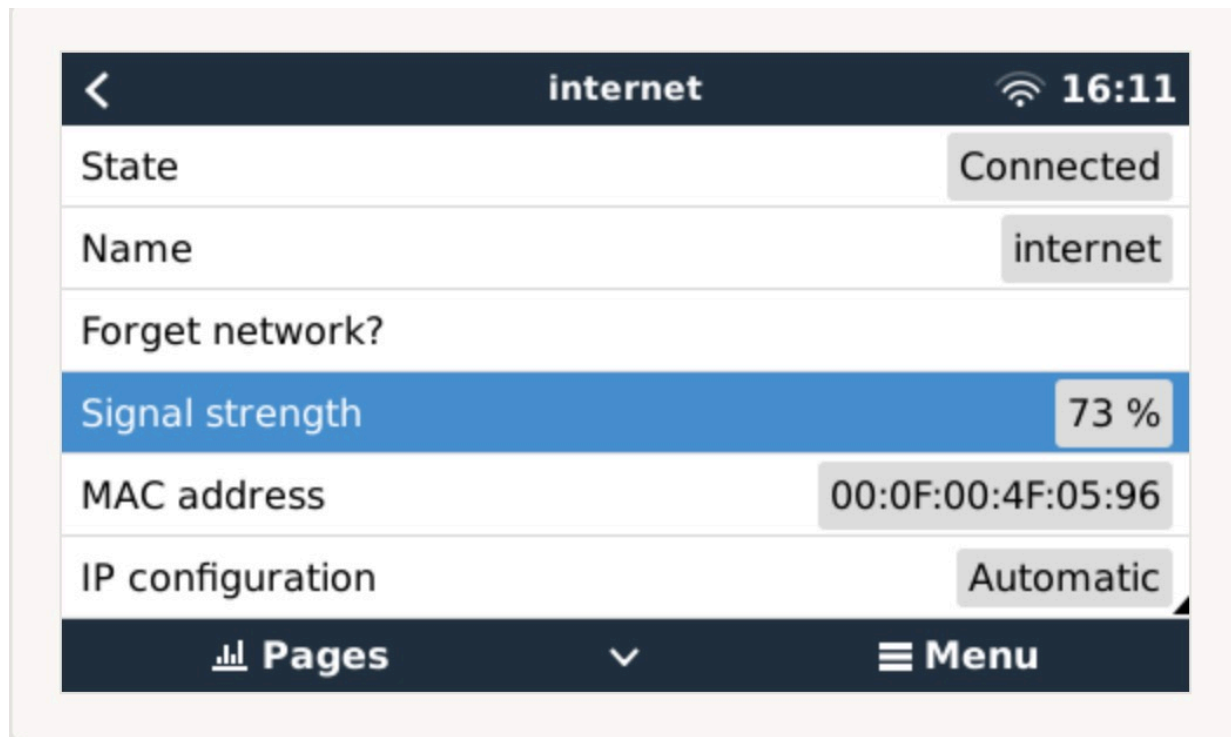 internet 16:11
State Connected
Name internet
Forget network?
Signal strength 73 %
MAC address 00:0F:00:4F:05:96
IP configuration Automatic
Pages Menu